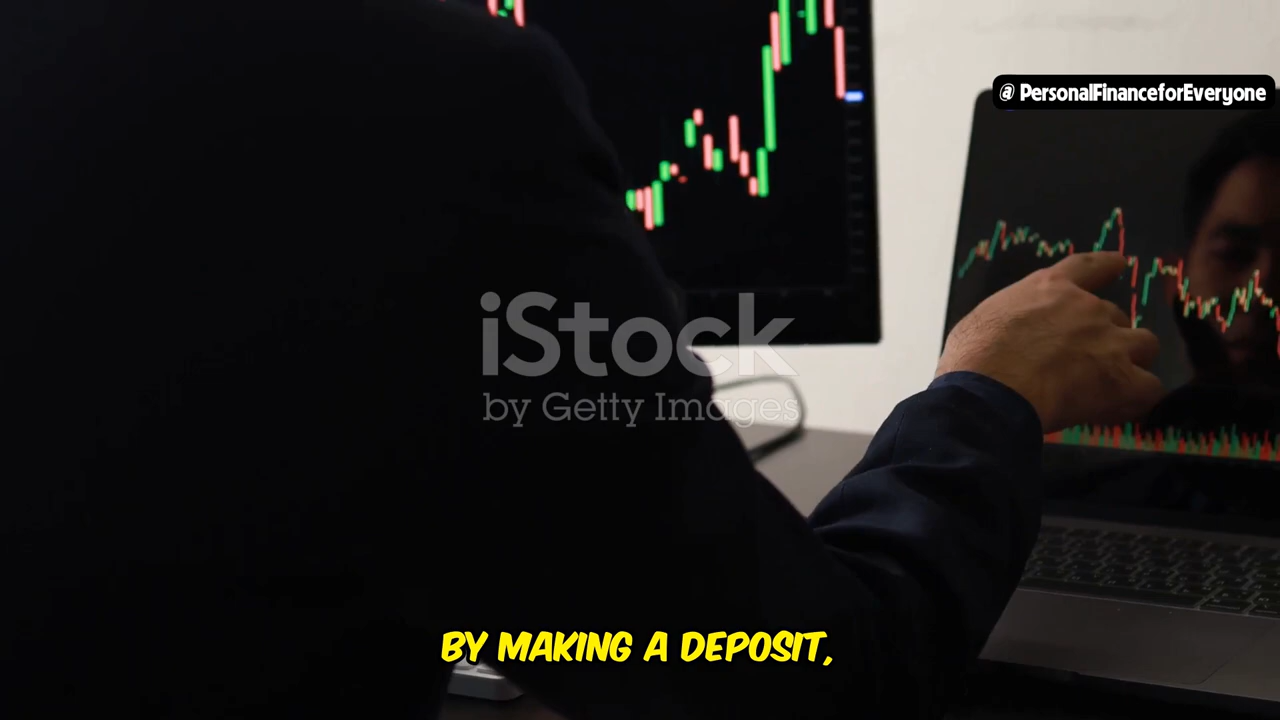 @ PersonalFinanceforEveryone
iStock
by Getty Images
BY MAKING A DEPOSIT,